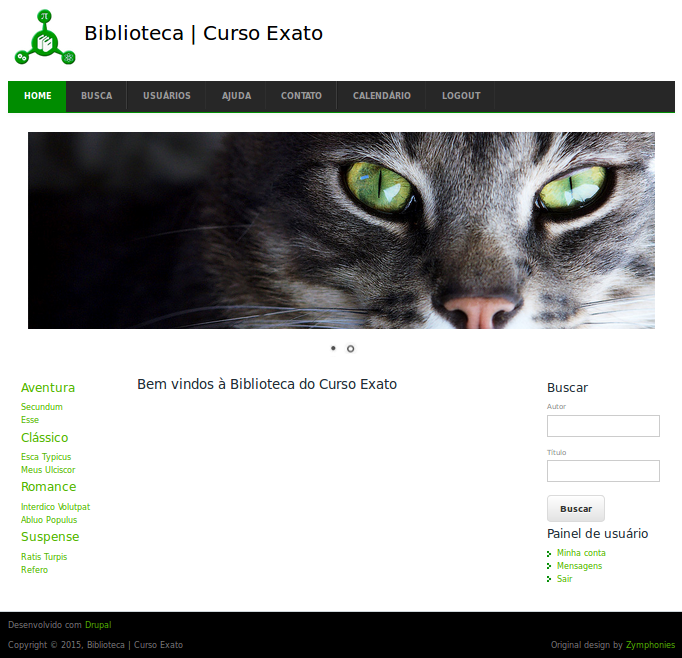 Biblioteca | Curso Exato
HOME BUSCA USUÁRIOS AJUDA CONTATO CALENDÁRIO LOGOUT
Aventura
Secundum
Esse
Clássico
Esca Typicus
Meus Ulciscor
Romance
Interdico Volutpat
Abluo Populus
Suspense
Ratis Turpis
Refero
Bem vindos à Biblioteca do Curso Exato
Buscar
Autor
Título
Buscar
Painel de usuário
Minha conta
Mensagens
Sair
Desenvolvido com Drupal
Copyright © 2015, Biblioteca | Curso Exato
Original design by Zymphonies